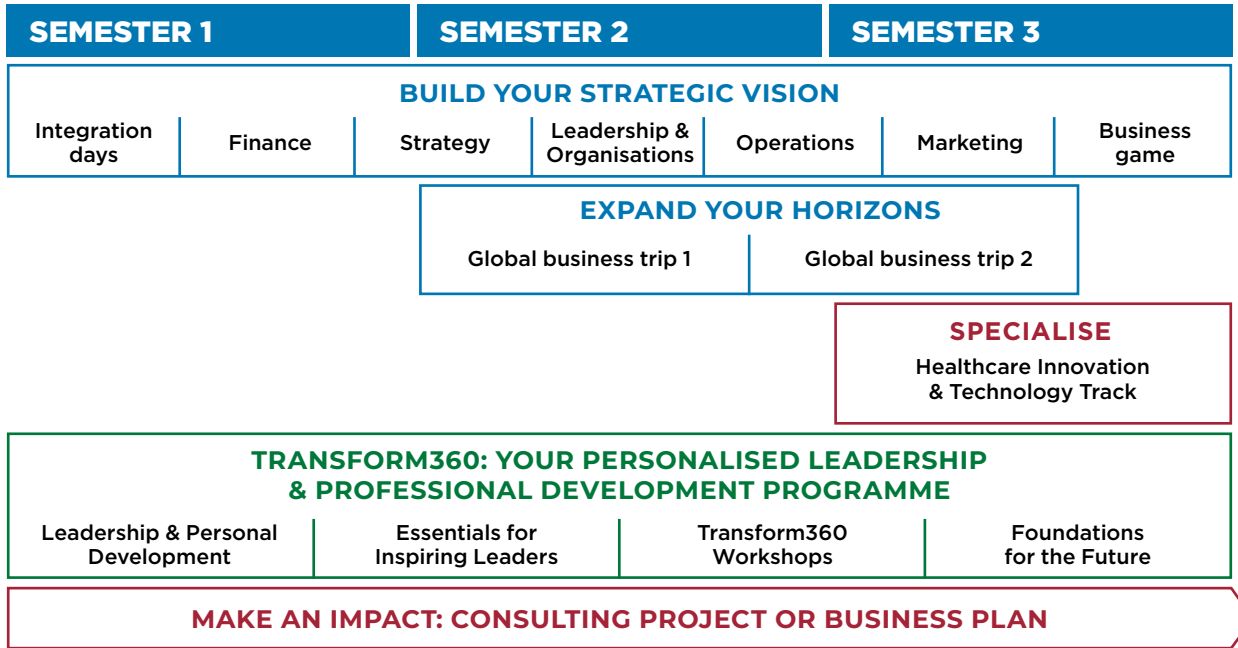 SEMESTER 1
SEMESTER 2
SEMESTER 3
BUILD YOUR STRATEGIC VISION
Integration
days
Finance
Strategy
Leadership &
Organisations
Operations
Marketing
Business
game
EXPAND YOUR HORIZONS
Global business trip 1
Global business trip 2
SPECIALISE
Healthcare Innovation
& Technology Track
TRANSFORM360: YOUR PERSONALISED LEADERSHIP
& PROFESSIONAL DEVELOPMENT PROGRAMME
Leadership & Personal
Development
Essentials for
Inspiring Leaders
Transform360
Workshops
Foundations
for the Future
MAKE AN IMPACT: CONSULTING PROJECT OR BUSINESS PLAN